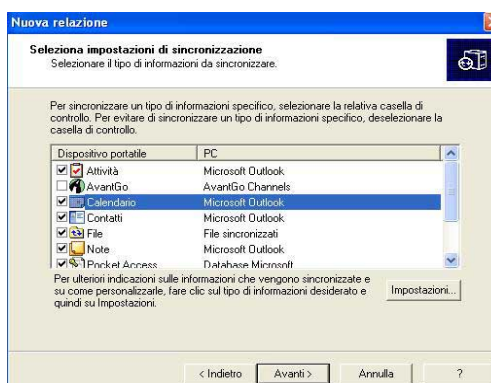 Nuova relazione
Seleziona impostazioni di sincronizzazione
Selezionare il tipo di informazioni da sincronizzare.
Per sincronizzare un tipo di informazioni specifico, selezionare la relativa casella di
controllo. Per evitare di sincronizzare un tipo di informazioni specifico, deselezionare la
casella di controllo.
Dispositivo portatile PC
Attività Microsoft Outlook
AvantGo AvantGo Channels
Calendario Microsoft Outlook
Contatti Microsoft Outlook
File File sincronizzati
Note Microsoft Outlook
Pocket Access Database Microsoft
Per ulteriori indicazioni sulle informazioni che vengono sincronizzate e
su come personalizzarle, fare clic sul tipo di informazioni desiderato e
quindi su Impostazioni.
Impostazioni...
< Indietro Avanti > Annulla ?